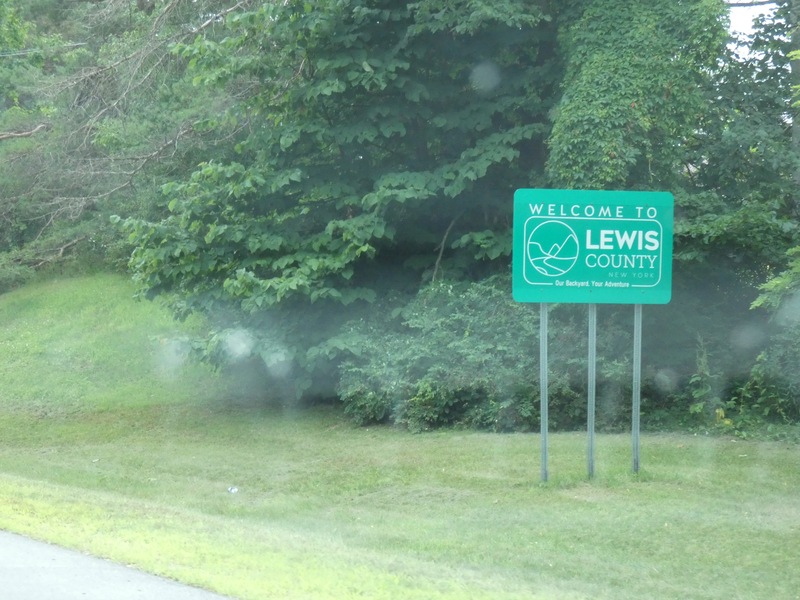 WELCOME TO
LEWIS
COUNTY
NEW YORK
Our Backyard. Your Adventure